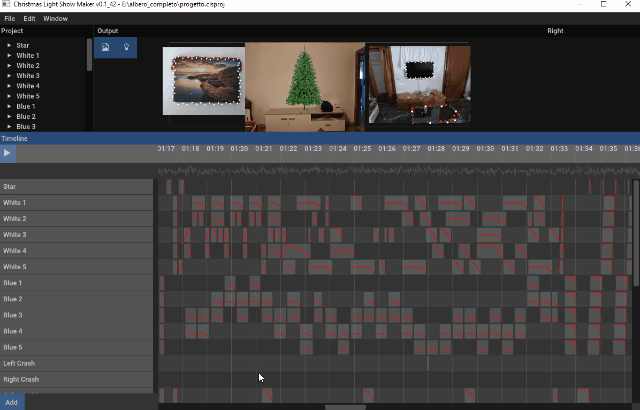 Christmas Light Show Maker v0.1_42 - E:\albero_completo\progetto.clsproj
File Edit Window
Project
Output
Right
Star
White 1
White 2
White 3
White 4
White 5
Blue 1
Blue 2
Blue 3
Timeline
01:17 01:18 01:19 01:20 01:21 01:22 01:23 01:24 01:25 01:26 01:27 01:28 01:29 01:30 01:31 01:32 01:33 01:34 01:35 01:36
Star
White 1
White 2
White 3
White 4
White 5
Blue 1
Blue 2
Blue 3
Blue 4
Blue 5
Left Crash
Right Crash
Add